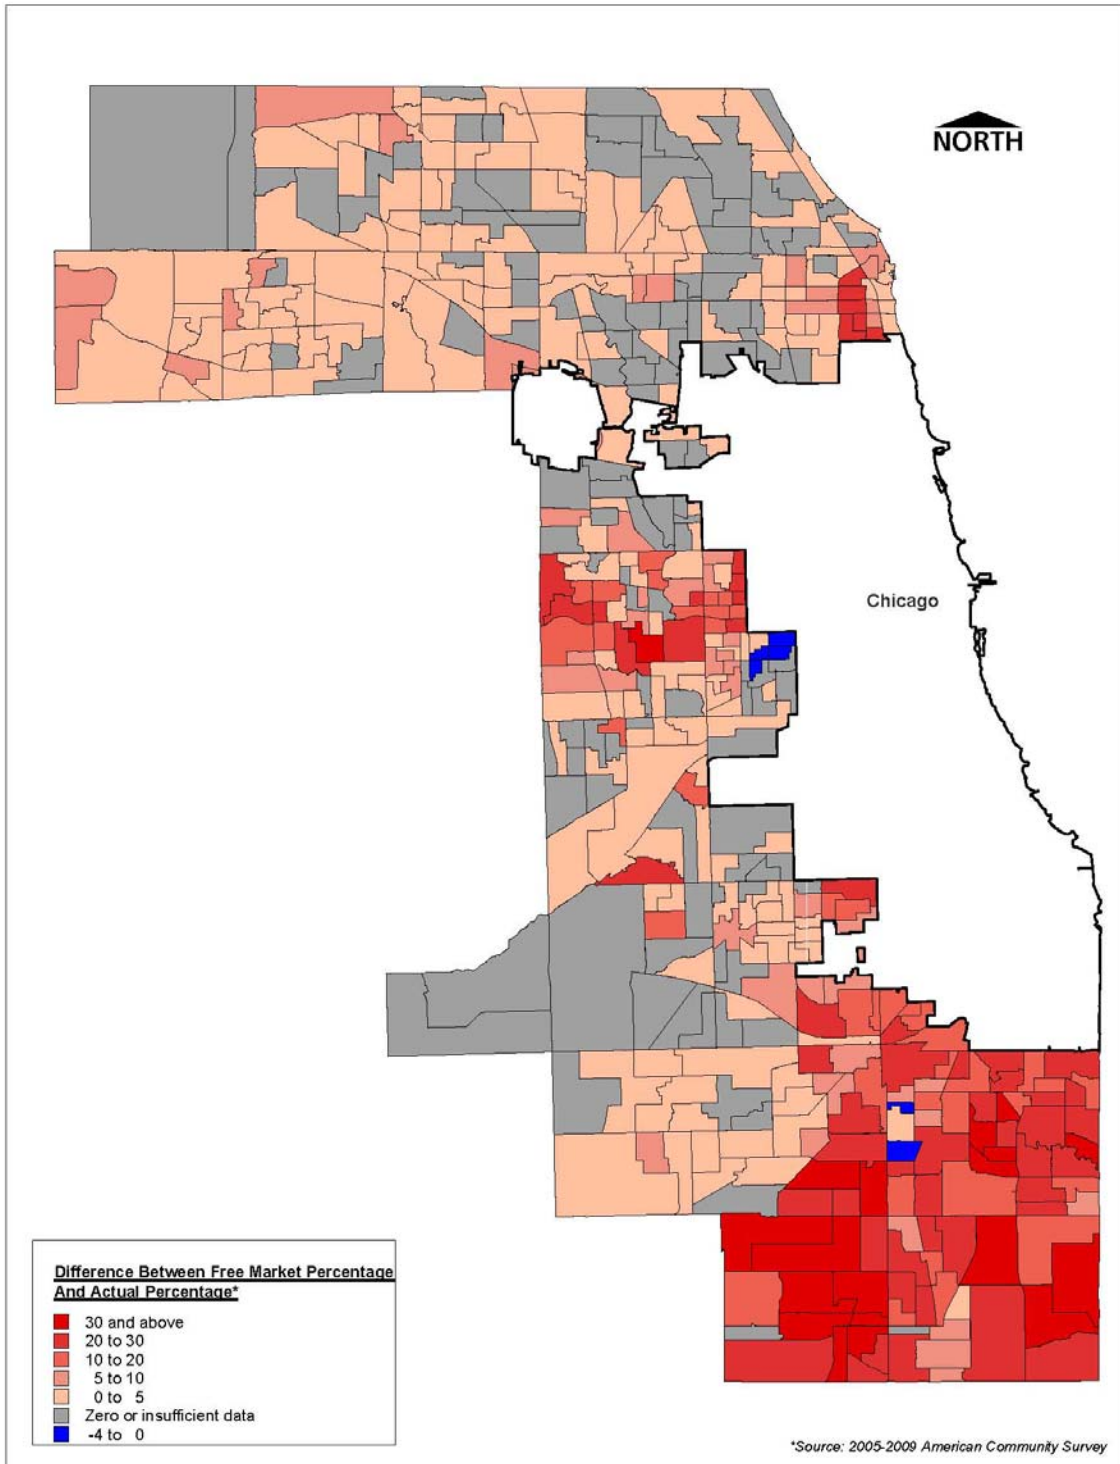 NORTH
Chicago
Difference Between Free Market Percentage
And Actual Percentage*
30 and above
20 to 30
10 to 20
5 to 10
0 to 5
Zero or insufficient data
-4 to 0
*Source: 2005-2009 American Community Survey